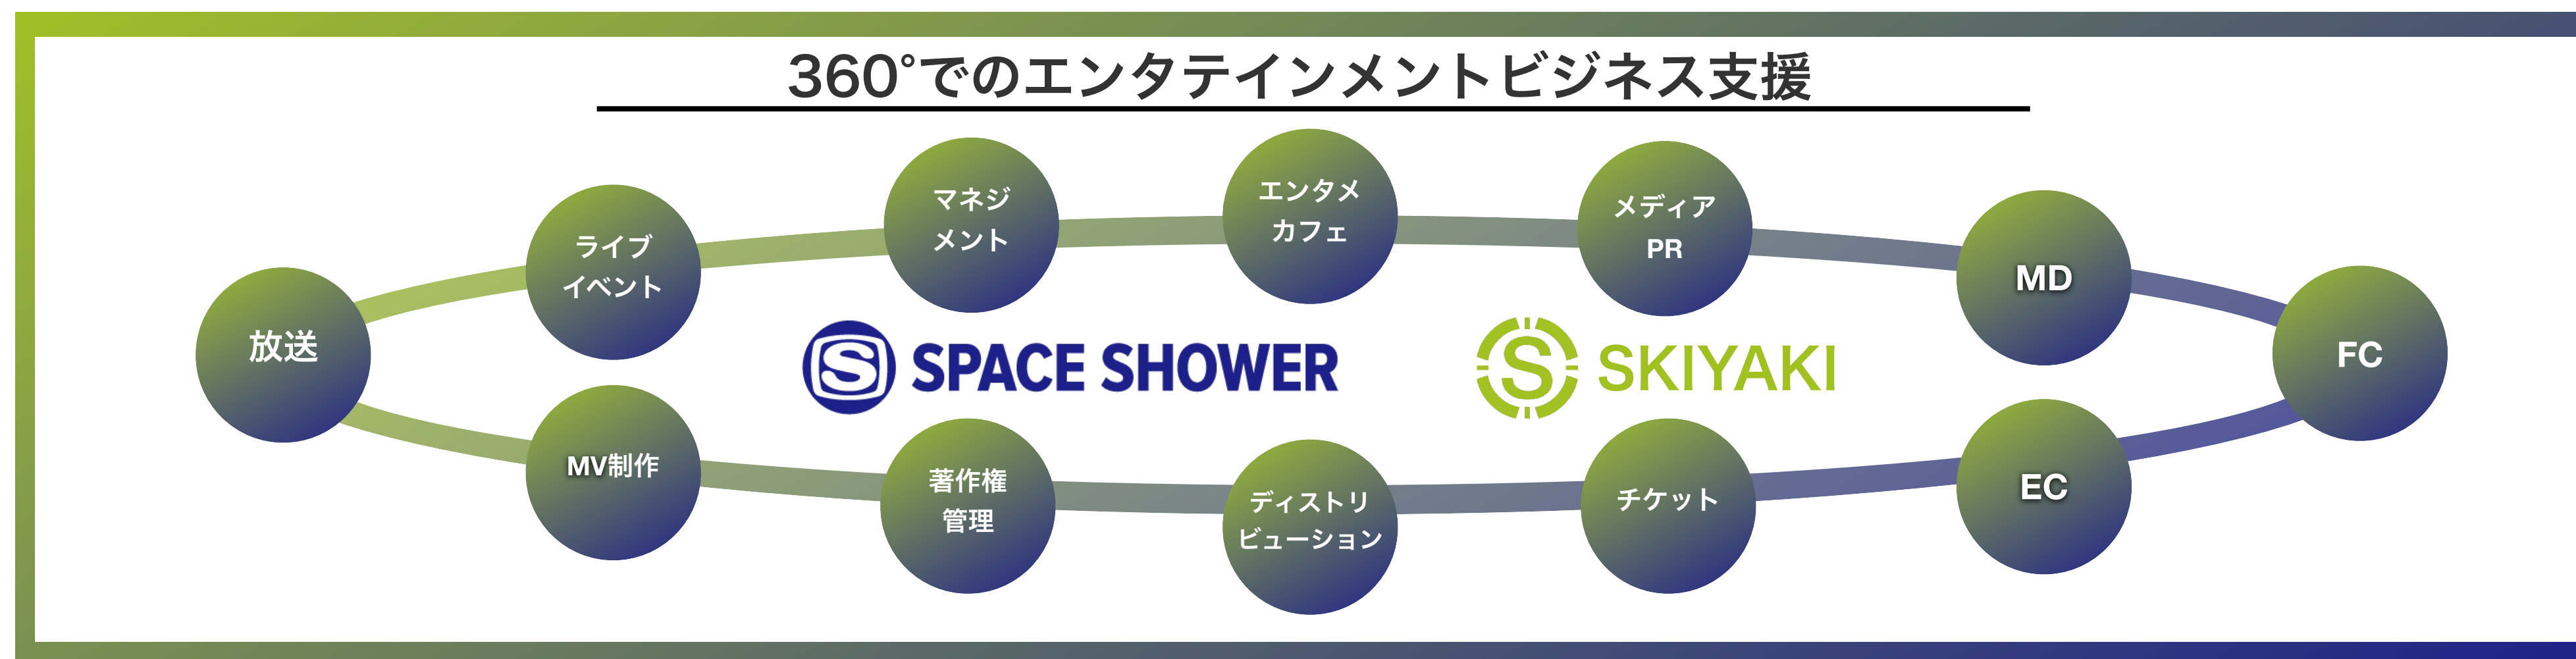 360°でのエンタテインメントビジネス支援
エンタメ
カフェ
マネジ
メント
メディア
PR
ライブ
イベント
MD
放送
FC
SPACE SHOWER
SKIYAKI
MV制作
著作権
管理
ディストリ
ビューション
チケット
EC